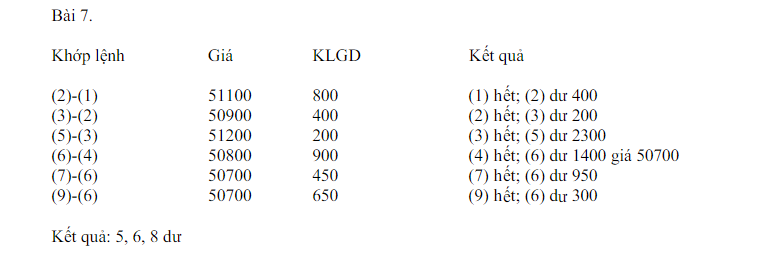 Bài 7.
Khớp lệnh Giá KLGD Kết quả
(2)-(1) 51100 800 (1) hết; (2) dư 400
(3)-(2) 50900 400 (2) hết; (3) dư 200
(5)-(3) 51200 200 (3) hết; (5) dư 2300
(6)-(4) 50800 900 (4) hết; (6) dư 1400 giá 50700
(7)-(6) 50700 450 (7) hết; (6) dư 950
(9)-(6) 50700 650 (9) hết; (6) dư 300
Kết quả: 5, 6, 8 dư